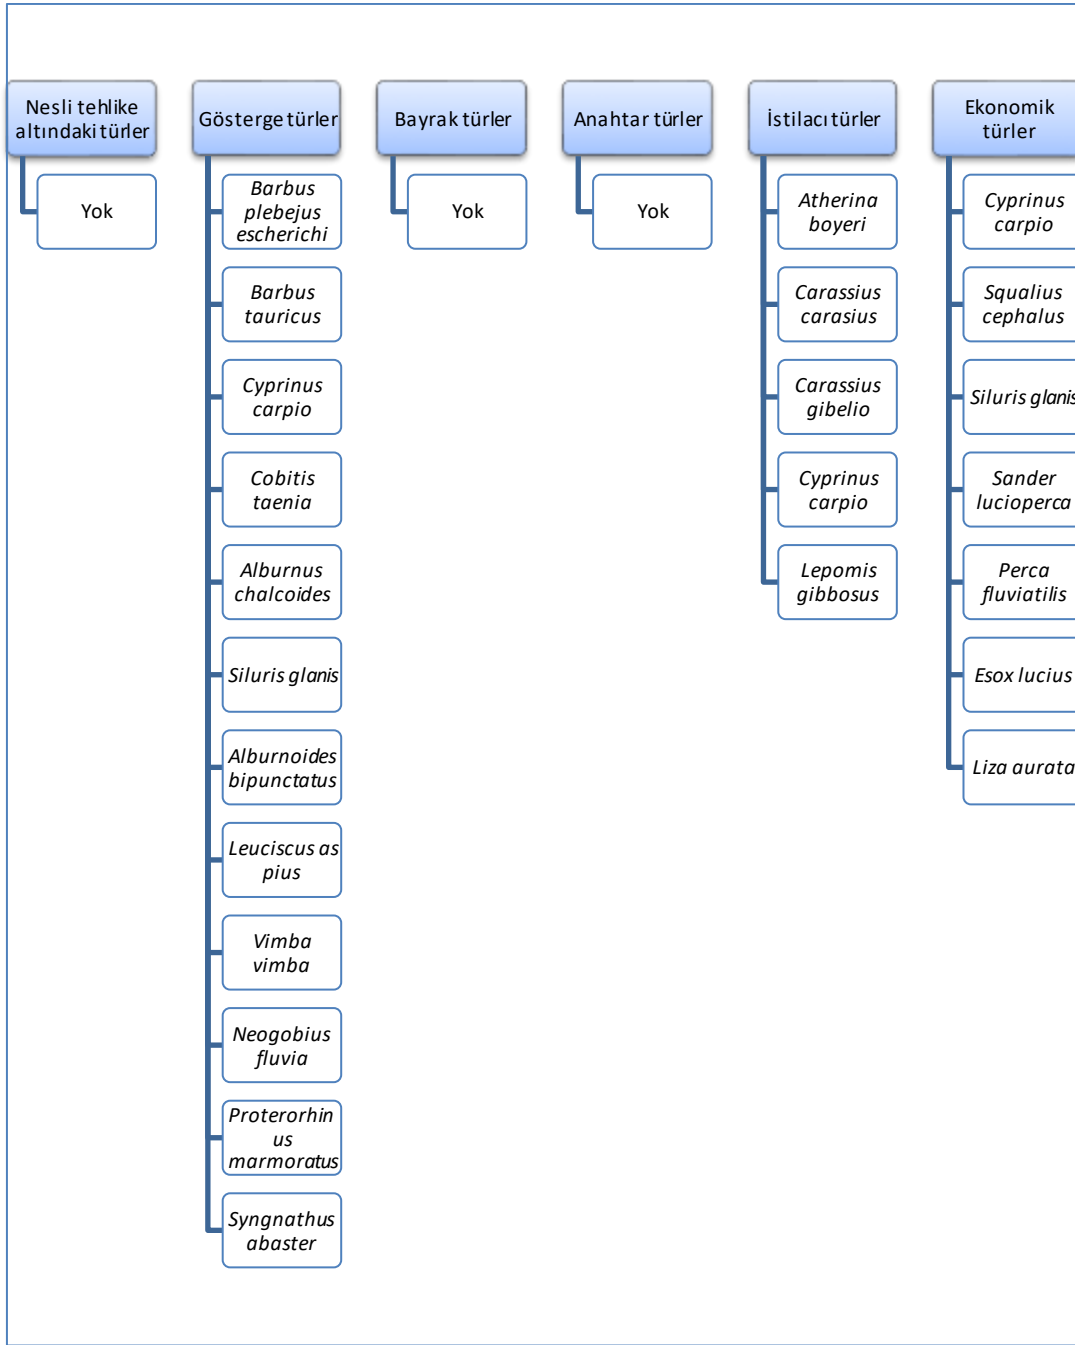 Nesli tehlike
altındaki türler
Yok
Gösterge türler
Barbus
plebejus
escherichi
Barbus
tauricus
Cyprinus
carpio
Cobitis
taenia
Alburnus
chalcoides
Siluris glanis
Alburnoides
bipunctatus
Leuciscus as
pius
Vimba
vimba
Neogobius
fluvia
Proterorhin
us
marmoratus
Syngnathus
abaster
Bayrak türler
Yok
Anahtar türler
Yok
İstilacı türler
Atherina
boyeri
Carassius
carasius
Carassius
gibelio
Cyprinus
carpio
Lepomis
gibbosus
Ekonomik
türler
Cyprinus
carpio
Squalius
cephalus
Siluris glanis
Sander
lucioperca
Perca
fluviatilis
Esox lucius
Liza aurata